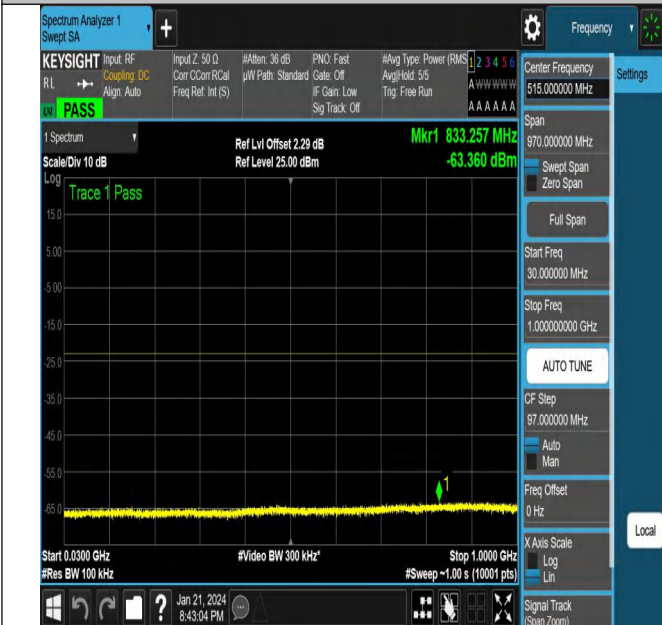 Spectrum Analyzer 1
Swept SA
+
Frequency
KEYSIGHT
Input: RF
Coupling: DC
Align: Auto
Input Z: 50 Ω
Corr CCorr RCal
Freq Ref: Int (S)
#Atten: 36 dB
µW Path: Standard
PNO: Fast
Gate: Off
IF Gain: Low
Sig Track: Off
#Avg Type: Power (RMS
Avg|Hold: 5/5
Trig: Free Run
1 2 3 4 5 6
A W W W W W
A A A A A A
RL
PASS
Center Frequency
515.000000 MHz
Settings
Span
970.000000 MHz
Swept Span
Zero Span
Full Span
Start Freq
30.000000 MHz
Stop Freq
1.000000000 GHz
AUTO TUNE
CF Step
97.000000 MHz
Auto
Man
Freq Offset
0 Hz
X Axis Scale
Log
Lin
Signal Track
(Span Zoom)
Local
1 Spectrum
Scale/Div 10 dB
Ref Lvl Offset 2.29 dB
Ref Level 25.00 dBm
Mkr1 833.257 MHz
-63.360 dBm
Log
Trace 1 Pass
15.0
5.00
-5.00
-15.0
-25.0
-35.0
-45.0
-55.0
-65.0
1
Start 0.0300 GHz
#Res BW 100 kHz
#Video BW 300 kHz*
Stop 1.0000 GHz
#Sweep ~1.00 s (10001 pts)
?
Jan 21, 2024
8:43:04 PM